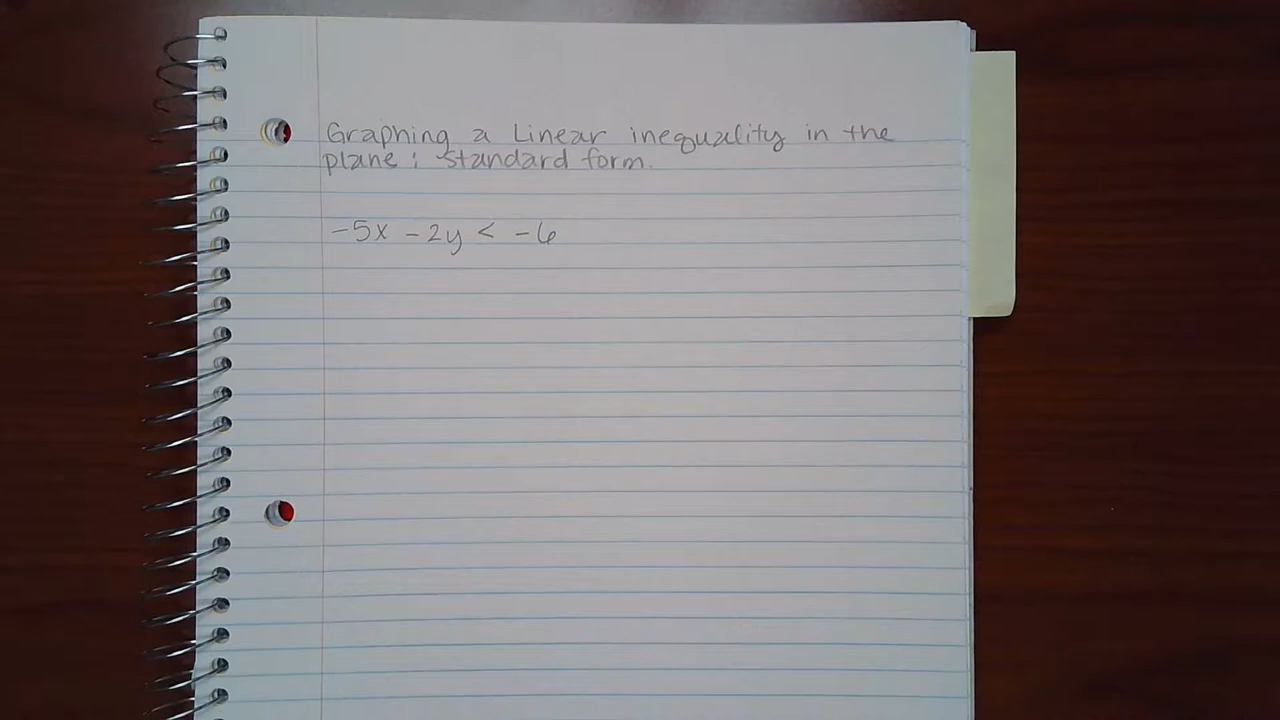 Graphing a Linear inequality in the
plane : standard form.
-5x - 2y < -6